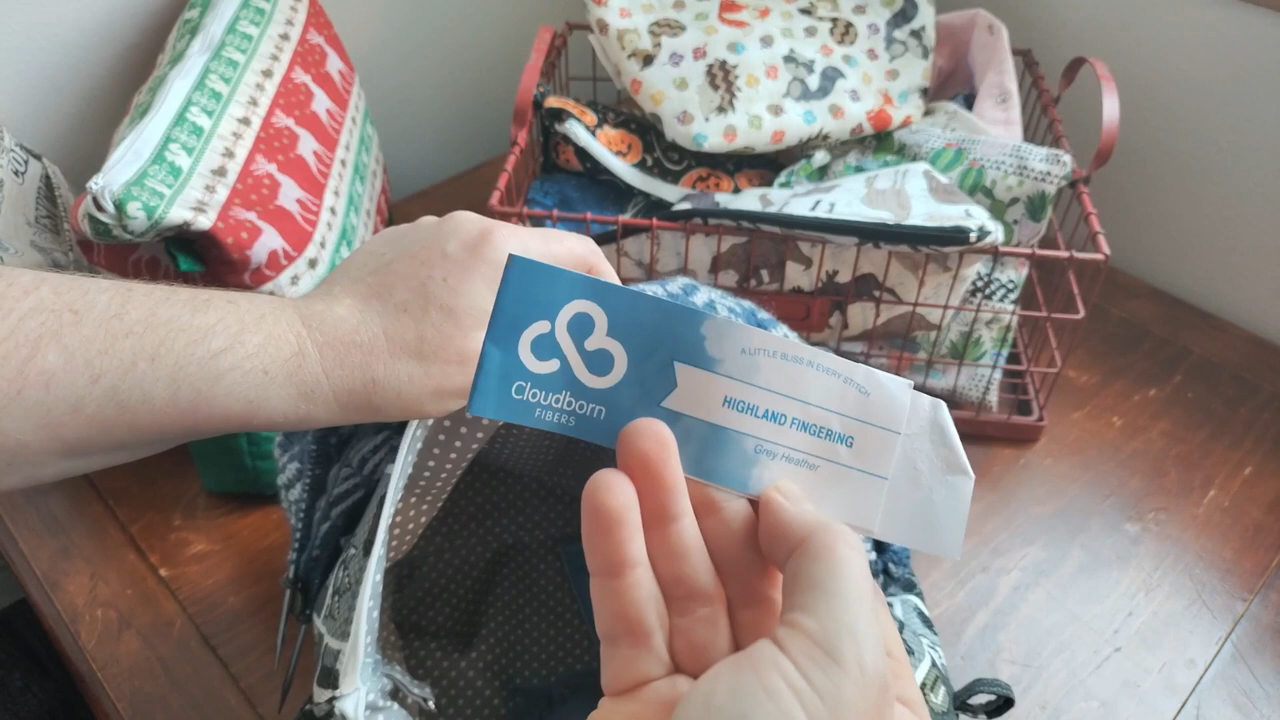 Cloudborn
FIBERS
A LITTLE BLISS IN EVERY STITCH
HIGHLAND FINGERING
Grey Heather